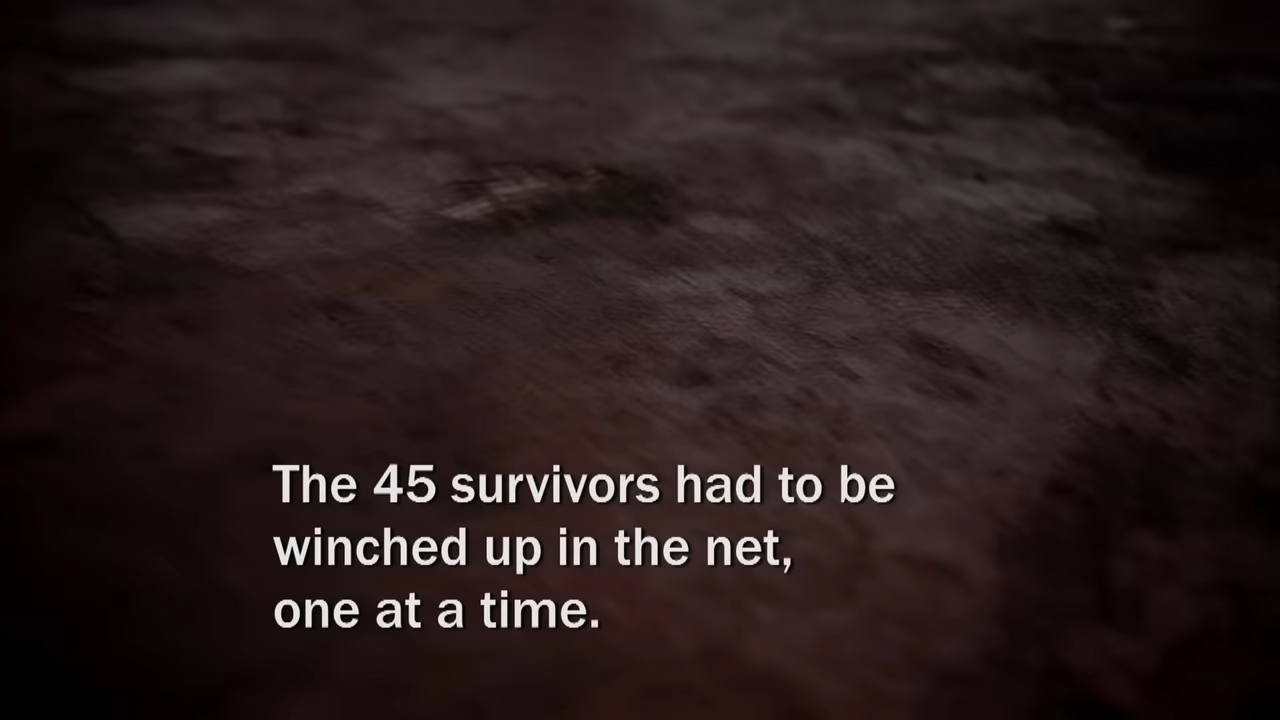 The 45 survivors had to be
winched up in the net,
one at a time.